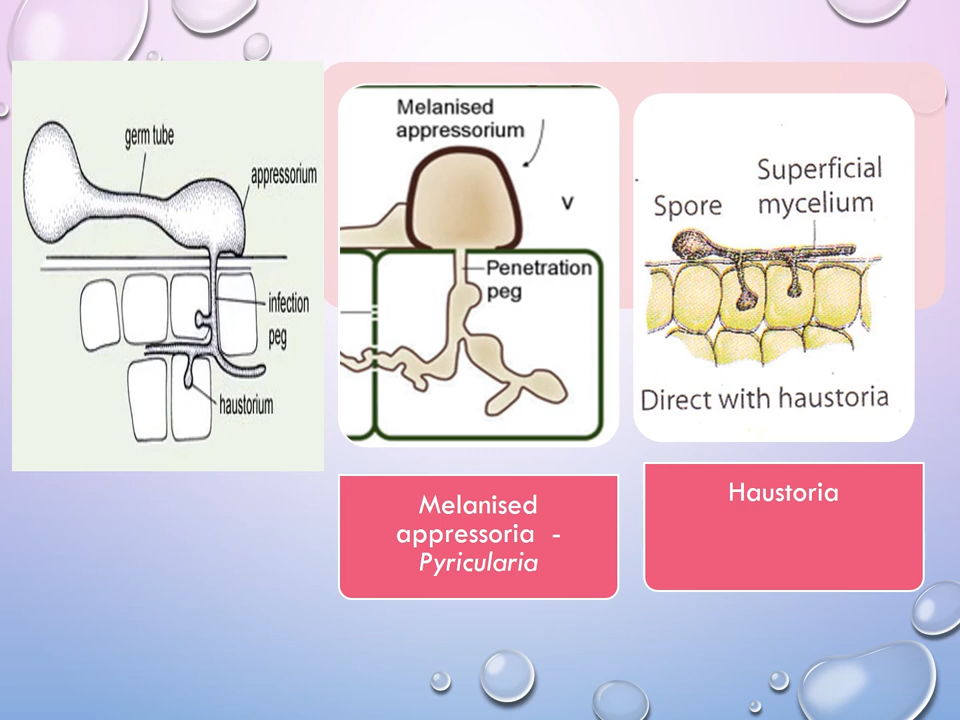 germ tube
appressorium
infection
peg
haustorium
Melanised
appressorium
v
Penetration
peg
Superficial
mycelium
Spore
Direct with haustoria
Melanised
appressoria -
Pyricularia
Haustoria